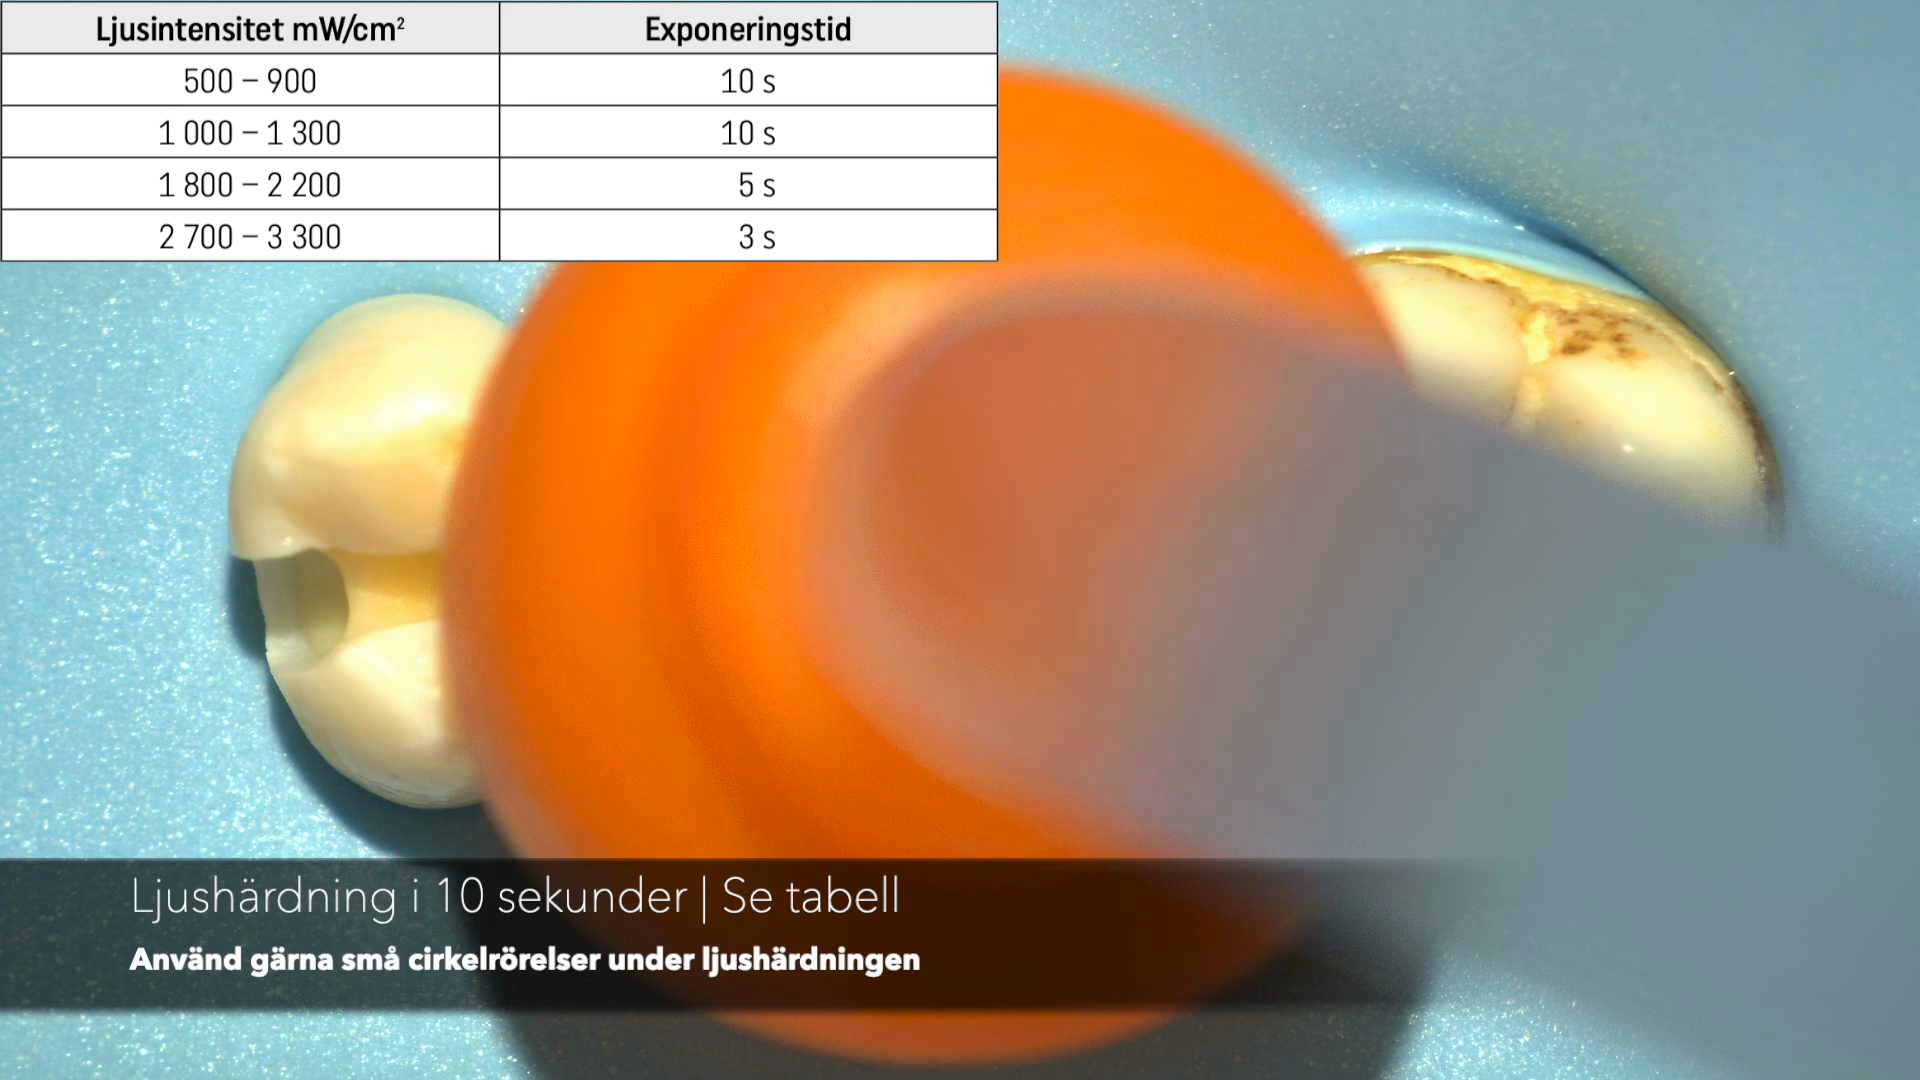 Ljusintensitet mW/cm² Exponeringstid
500 – 900 10 s
1 000 – 1 300 10 s
1 800 – 2 200 5 s
2 700 – 3 300 3 s
Ljushärdning i 10 sekunder | Se tabell
Använd gärna små cirkelrörelser under ljushärdningen